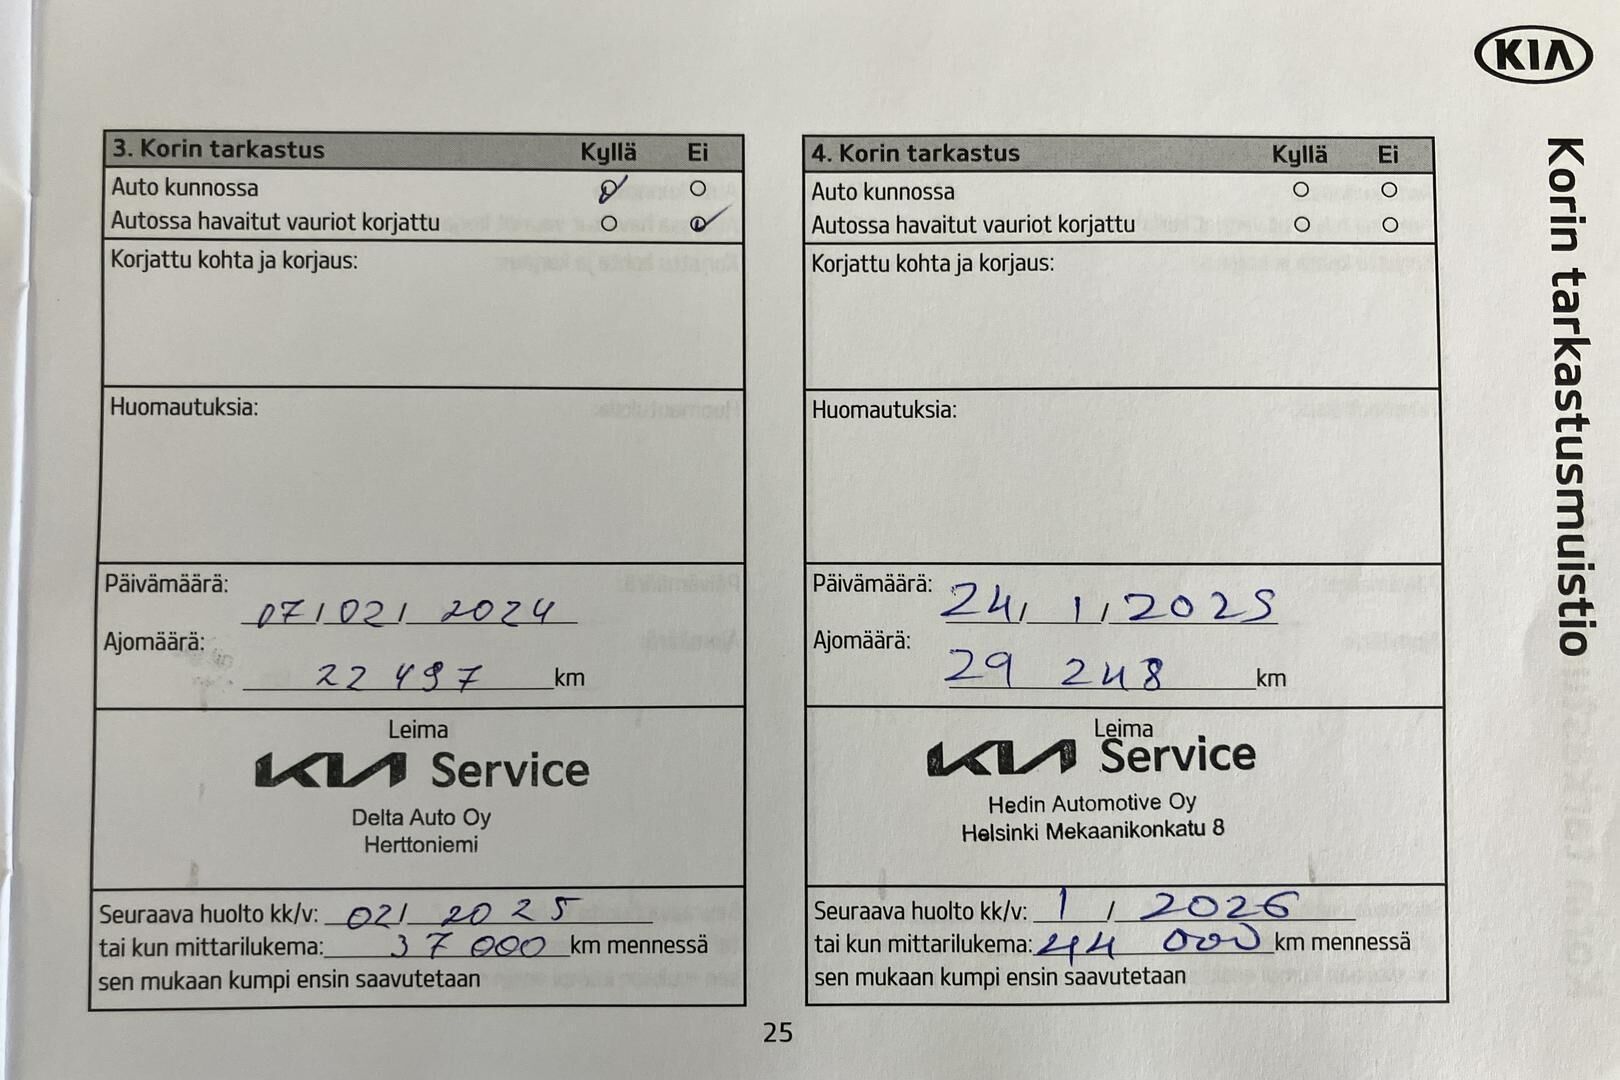 KIA
Korin tarkastusmuistio
3. Korin tarkastus Kyllä Ei
Auto kunnossa
Autossa havaitut vauriot korjattu
Korjattu kohta ja korjaus:
Huomautuksia:
Päivämäärä:
07/02/ 2024
Ajomäärä:
22 497 km
Leima
KIA Service
Delta Auto Oy
Herttoniemi
Seuraava huolto kk/v: 02/ 2025
tai kun mittarilukema: 37 000 km mennessä
sen mukaan kumpi ensin saavutetaan
4. Korin tarkastus Kyllä Ei
Auto kunnossa
Autossa havaitut vauriot korjattu
Korjattu kohta ja korjaus:
Huomautuksia:
Päivämäärä:
24/ 1/ 2025
Ajomäärä:
29 248 km
Leima
KIA Service
Hedin Automotive Oy
Helsinki Mekaanikonkatu 8
Seuraava huolto kk/v: 1 / 2026
tai kun mittarilukema: 44 000 km mennessä
sen mukaan kumpi ensin saavutetaan
25